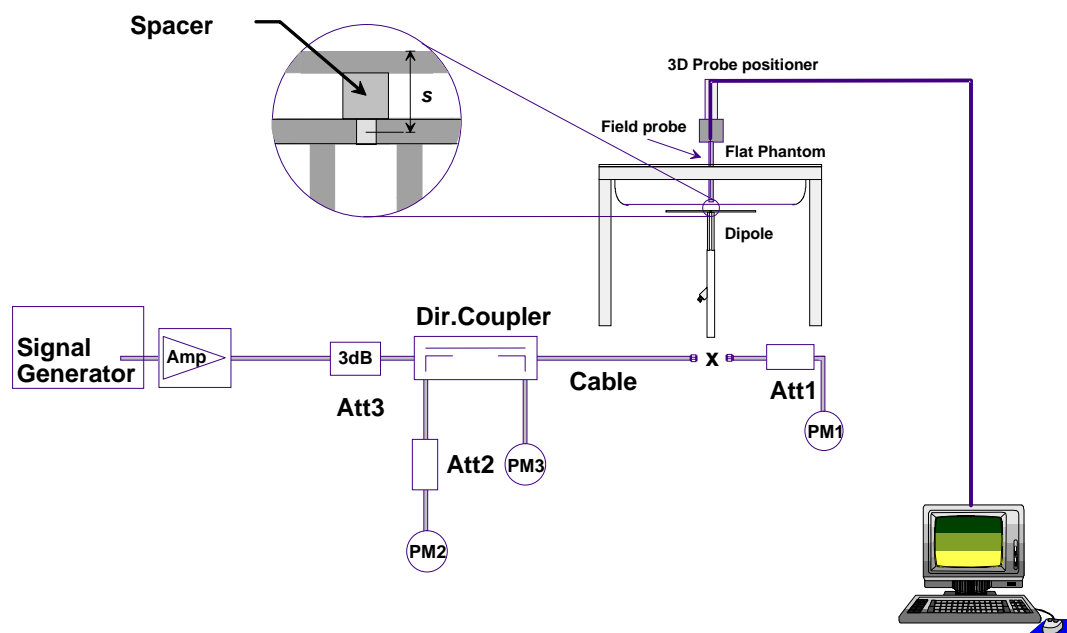 Spacer
s
3D Probe positioner
Field probe
Flat Phantom
Dipole
Signal
Generator
Amp
3dB
Att3
Dir.Coupler
Cable
x
Att1
PM1
Att2
PM3
PM2